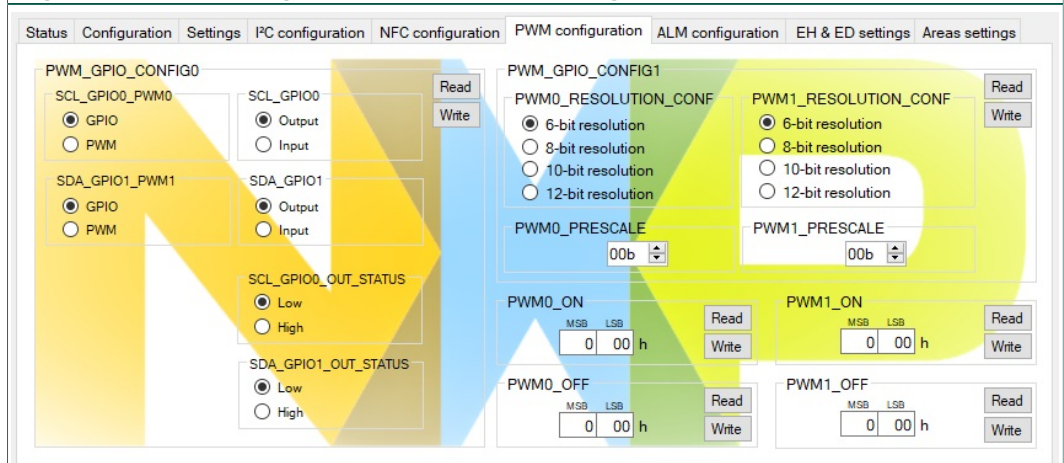 Status Configuration Settings I²C configuration NFC configuration PWM configuration ALM configuration EH & ED settings Areas settings
PWM_GPIO_CONFIG0
Read
Write
SCL_GPIO0_PWM0
GPIO
PWM
SCL_GPIO0
Output
Input
SDA_GPIO1_PWM1
GPIO
PWM
SDA_GPIO1
Output
Input
SCL_GPIO0_OUT_STATUS
Low
High
SDA_GPIO1_OUT_STATUS
Low
High
PWM_GPIO_CONFIG1
Read
Write
PWM0_RESOLUTION_CONF
6-bit resolution
8-bit resolution
10-bit resolution
12-bit resolution
PWM1_RESOLUTION_CONF
6-bit resolution
8-bit resolution
10-bit resolution
12-bit resolution
PWM0_PRESCALE
00b
PWM1_PRESCALE
00b
PWM0_ON
MSB LSB
0 00 h
Read
Write
PWM1_ON
MSB LSB
0 00 h
Read
Write
PWM0_OFF
MSB LSB
0 00 h
Read
Write
PWM1_OFF
MSB LSB
0 00 h
Read
Write